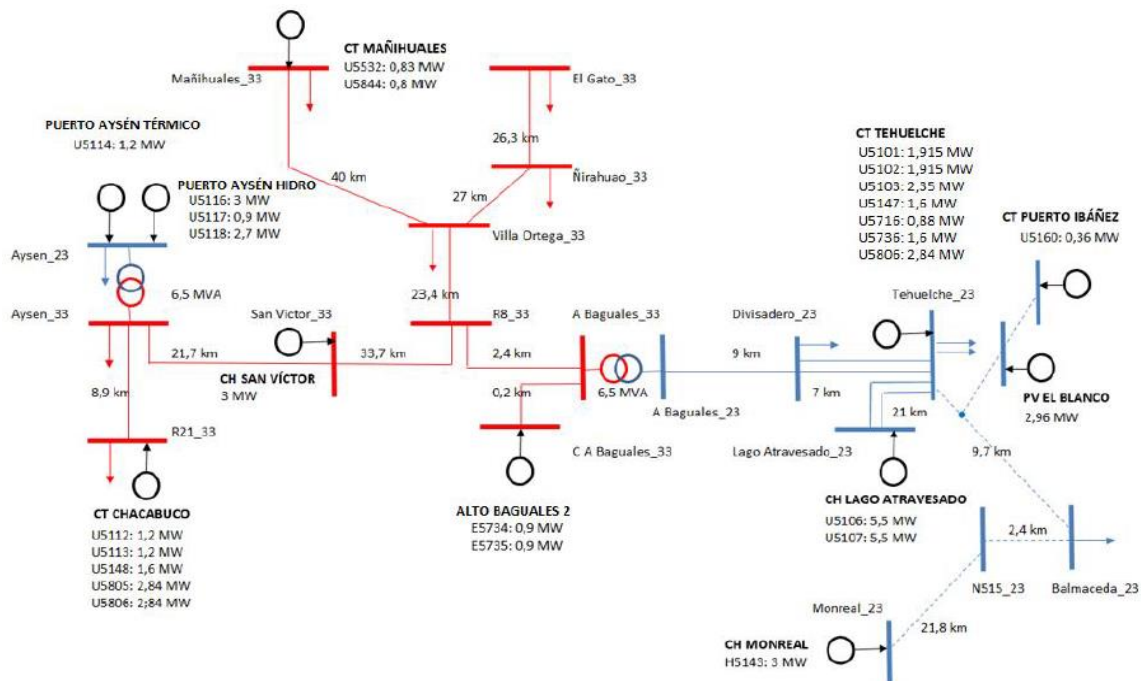 CT MAÑIHUALES
U5532: 0,83 MW
U5844: 0,8 MW
Mañihuales_33
El Gato_33
PUERTO AYSÉN TÉRMICO
U5114: 1,2 MW
26,3 km
CT TEHUELCHE
U5101: 1,915 MW
U5102: 1,915 MW
U5103: 2,35 MW
U5147: 1,6 MW
U5716: 0,88 MW
U5736: 1,6 MW
U5806: 2,84 MW
PUERTO AYSÉN HIDRO
U5116: 3 MW
U5117: 0,9 MW
U5118: 2,7 MW
40 km
27 km
Ñirahuao_33
CT PUERTO IBÁÑEZ
U5160: 0,36 MW
Villa Ortega_33
Aysen_23
6,5 MVA
23,4 km
Tehuelche_23
Aysen_33
San Victor_33
R8_33
A Baguales_33
Divisadero_23
21,7 km
33,7 km
2,4 km
9 km
CH SAN VÍCTOR
3 MW
8,9 km
0,2 km
6,5 MVA
7 km
PV EL BLANCO
2,96 MW
A Baguales_23
21 km
R21_33
C A Baguales_33
Lago Atravesado_23
9,7 km
CT CHACABUCO
U5112: 1,2 MW
U5113: 1,2 MW
U5148: 1,6 MW
U5805: 2,84 MW
U5806: 2,84 MW
ALTO BAGUALES 2
E5734: 0,9 MW
E5735: 0,9 MW
CH LAGO ATRAVESADO
U5106: 5,5 MW
U5107: 5,5 MW
2,4 km
N515_23
Balmaceda_23
Monreal_23
21,8 km
CH MONREAL
H5143: 3 MW